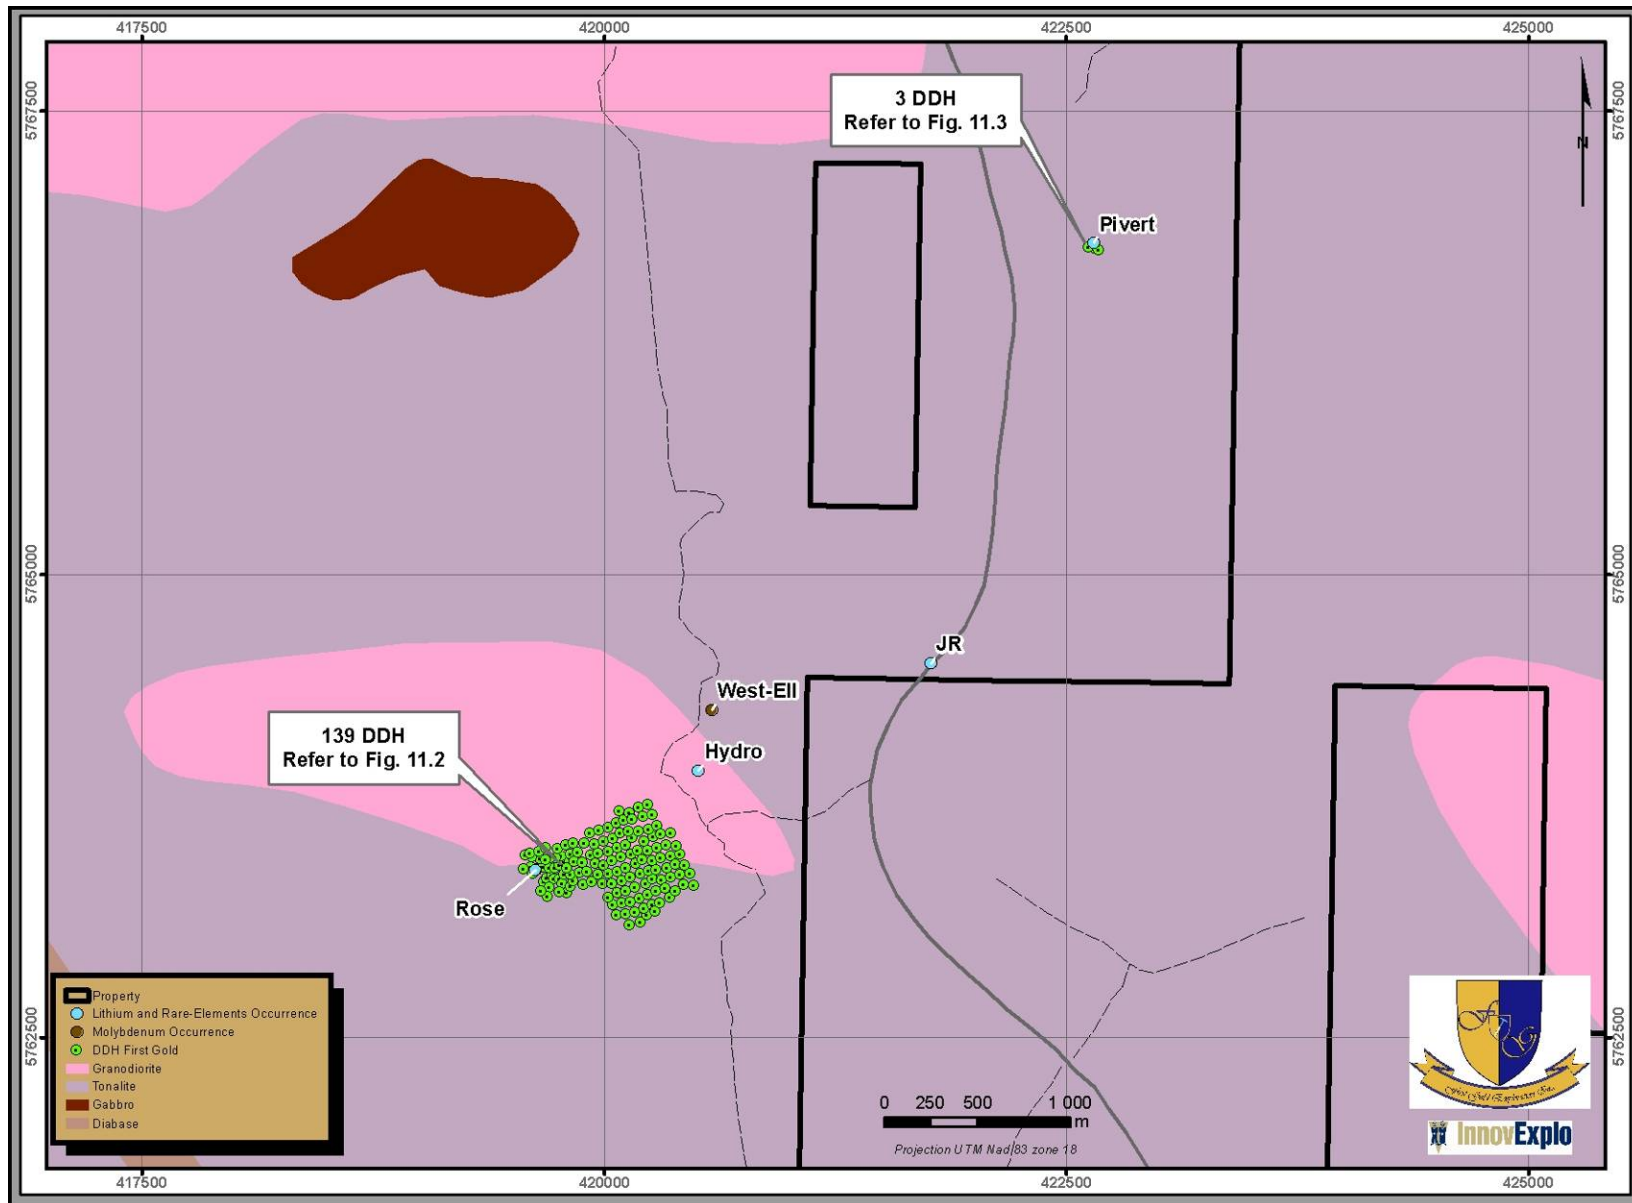 417500
420000
422500
425000
3 DDH
Refer to Fig. 11.3
N
5767500
5767500
Pivert
5765000
5765000
JR
West-Ell
139 DDH
Refer to Fig. 11.2
Hydro
Rose
Property
Lithium and Rare-Elements Occurrence
Molybdenum Occurrence
DDH First Gold
Granodiorite
Tonalite
Gabbro
Diabase
5762500
5762500
0 250 500 1 000
m
Projection UTM Nad 83 zone 18
InnovExplo
417500
420000
422500
425000